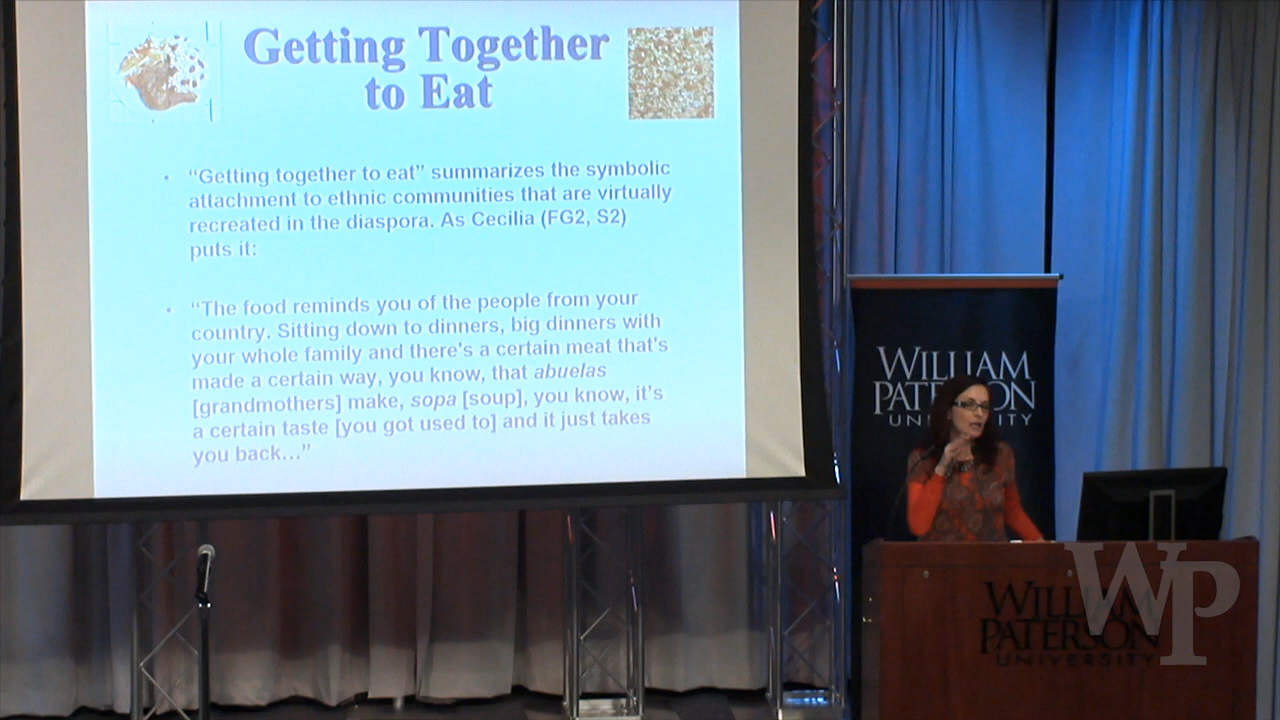 Getting Together
to Eat
• “Getting together to eat” summarizes the symbolic
attachment to ethnic communities that are virtually
recreated in the diaspora. As Cecilia (FG2, S2)
puts it:
• “The food reminds you of the people from your
country. Sitting down to dinners, big dinners with
your whole family and there's a certain meat that's
made a certain way, you know, that abuelas
[grandmothers] make, sopa [soup], you know, it's
a certain taste [you got used to] and it just takes
you back…”
WILLIAM
PATERSON
UNIVERSITY
WILLIAM
PATERSON
UNIVERSITY
WP